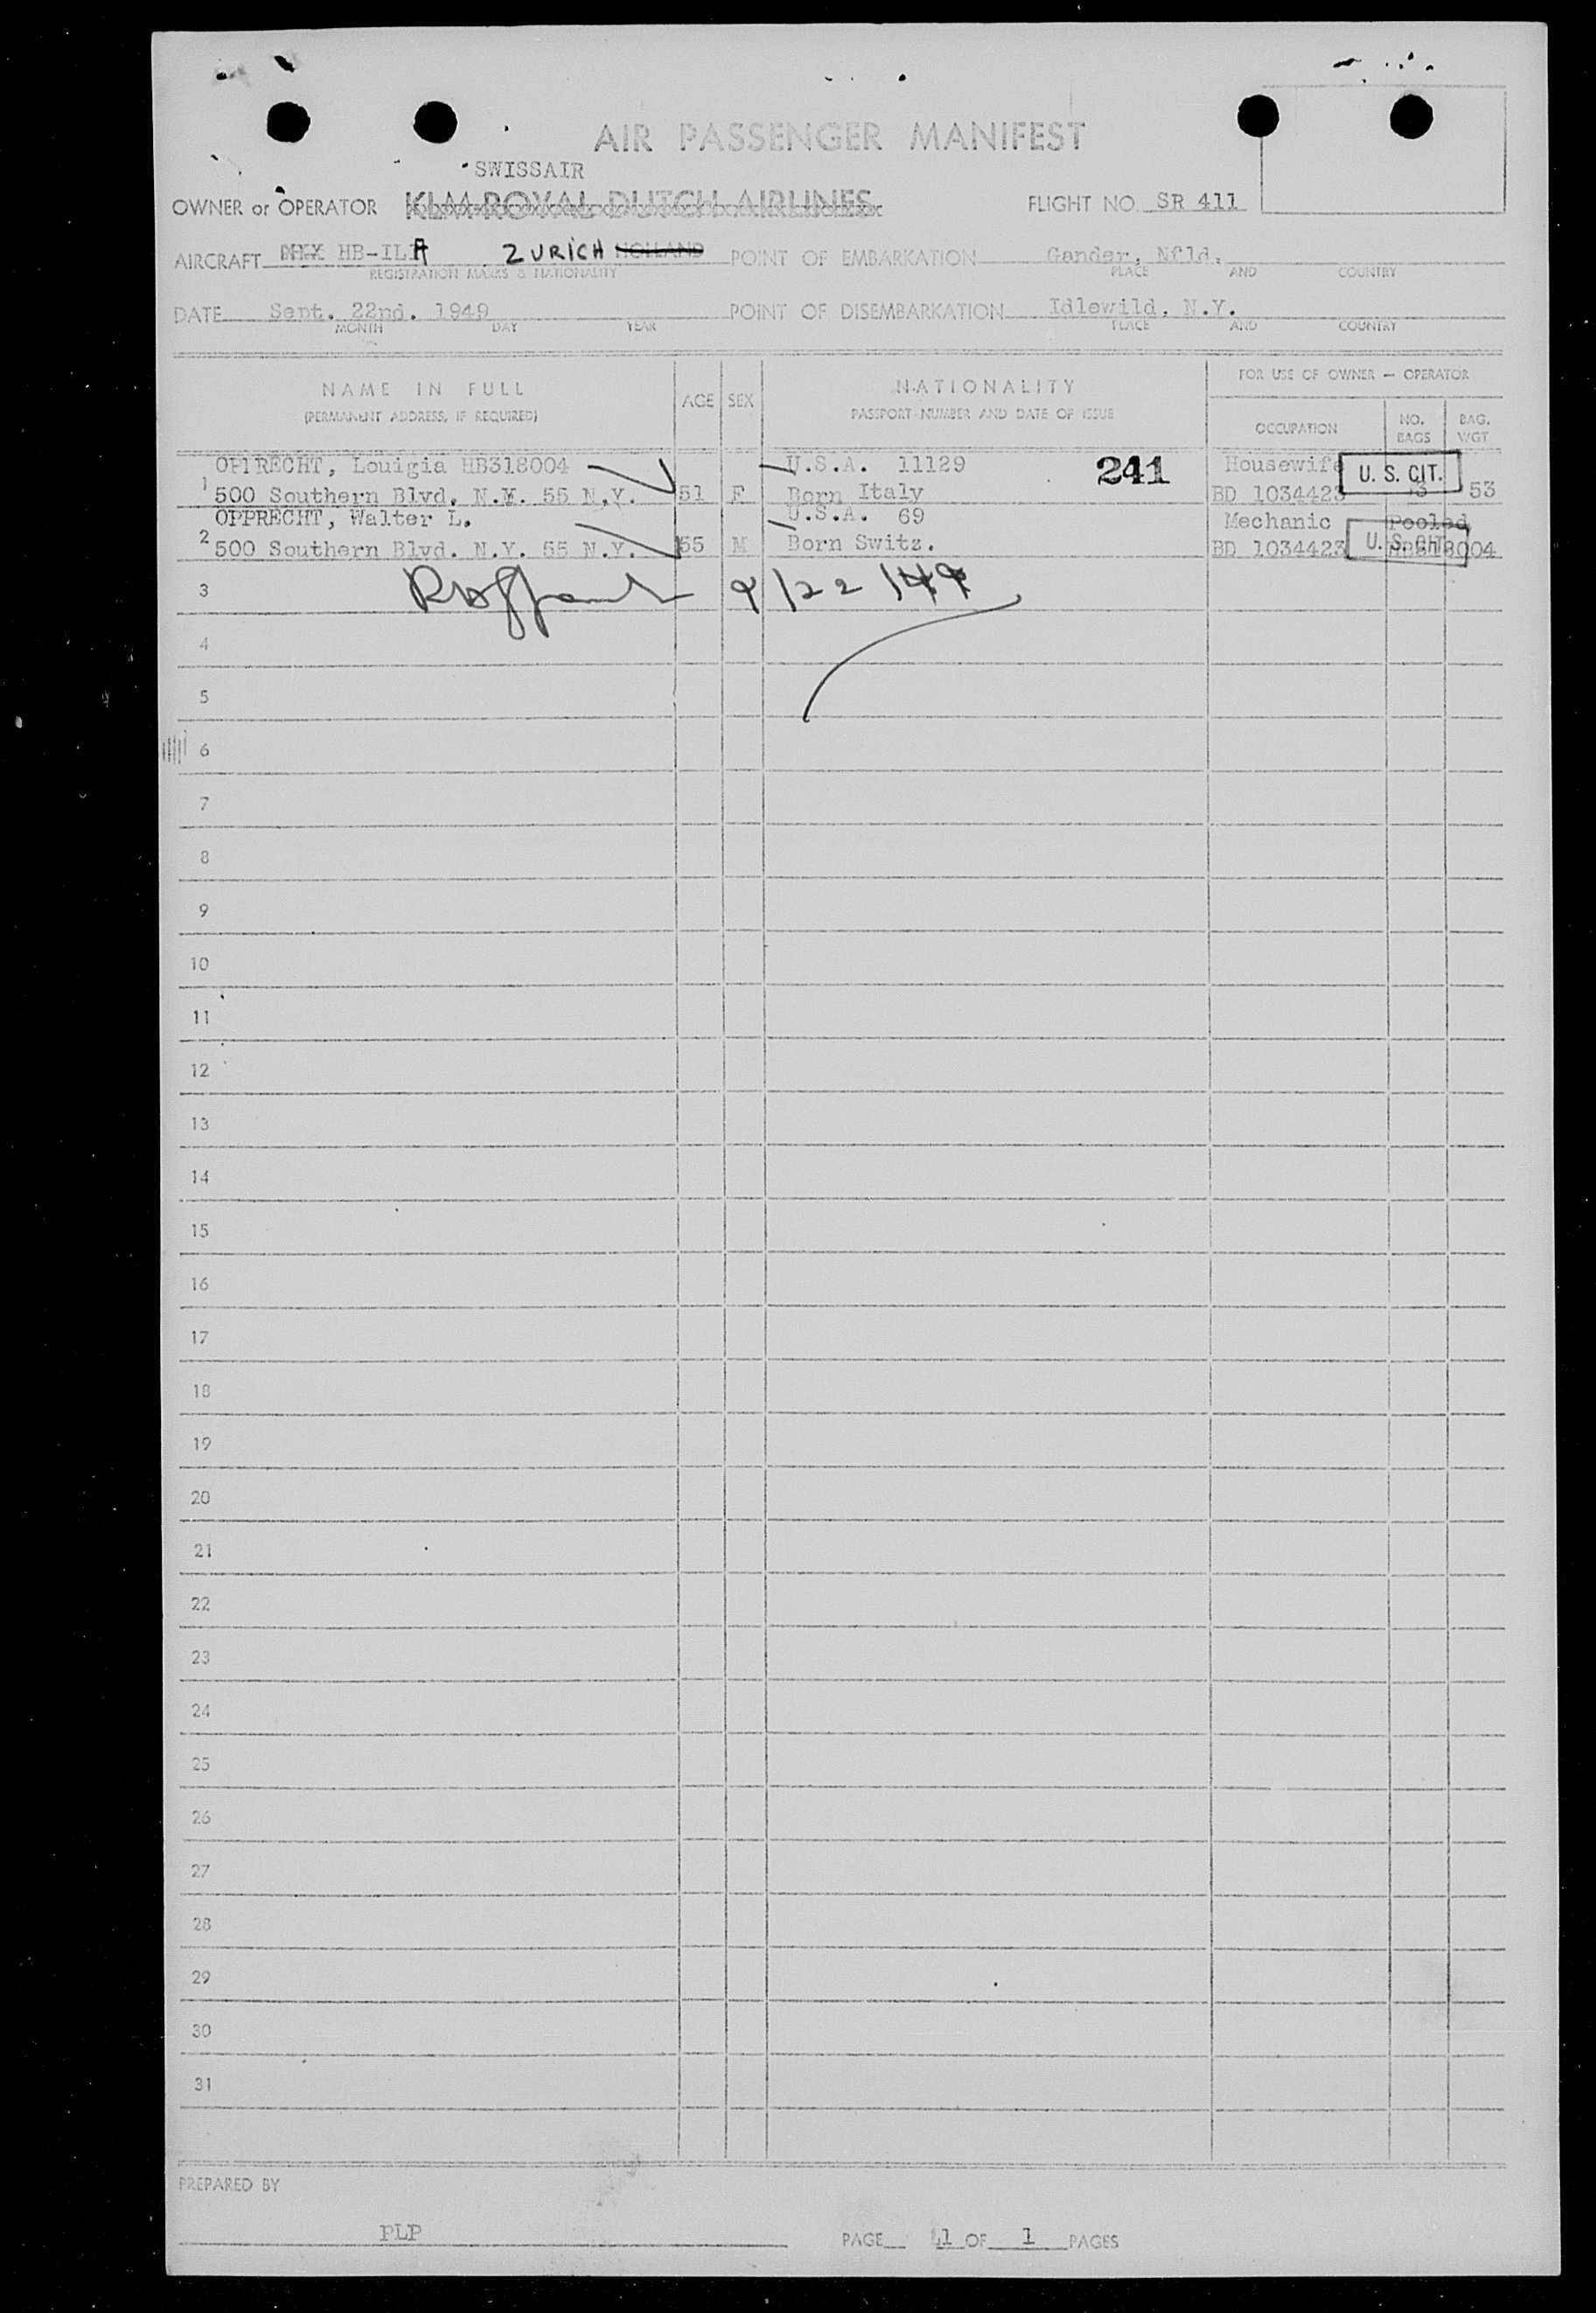 AIR PASSENGER MANIFEST
SWISSAIR
OWNER or OPERATOR KLM ROYAL DUTCH AIRLINES FLIGHT NO. SR 411
AIRCRAFT HB-ILA ZURICH HOLLAND POINT OF EMBARKATION Gander, Nfld.
REGISTRATION MARKS & NATIONALITY PLACE AND COUNTRY
DATE Sept. 22nd. 1949 POINT OF DISEMBARKATION Idlewild, N.Y.
MONTH DAY YEAR PLACE AND COUNTRY
NAME IN FULL AGE SEX NATIONALITY FOR USE OF OWNER — OPERATOR
(PERMANENT ADDRESS, IF REQUIRED) PASSPORT NUMBER AND DATE OF ISSUE OCCUPATION NO. BAGS BAG. WGT
OPPRECHT, Louigia HB318004 U.S.A. 11129 241 Housewife U. S. CIT.
1 500 Southern Blvd. N.Y. 55 N.Y. 51 F Born Italy BD 1034423 3 53
OPPRECHT, Walter L. U.S.A. 69 Mechanic Pooled
2 500 Southern Blvd. N.Y. 55 N.Y. 55 M Born Switz. BD 1034423 U. S. CIT. HB318004
3 9/22/49
4
5
6
7
8
9
10
11
12
13
14
15
16
17
18
19
20
21
22
23
24
25
26
27
28
29
30
31
PREPARED BY
PLP PAGE 1 OF 1 PAGES